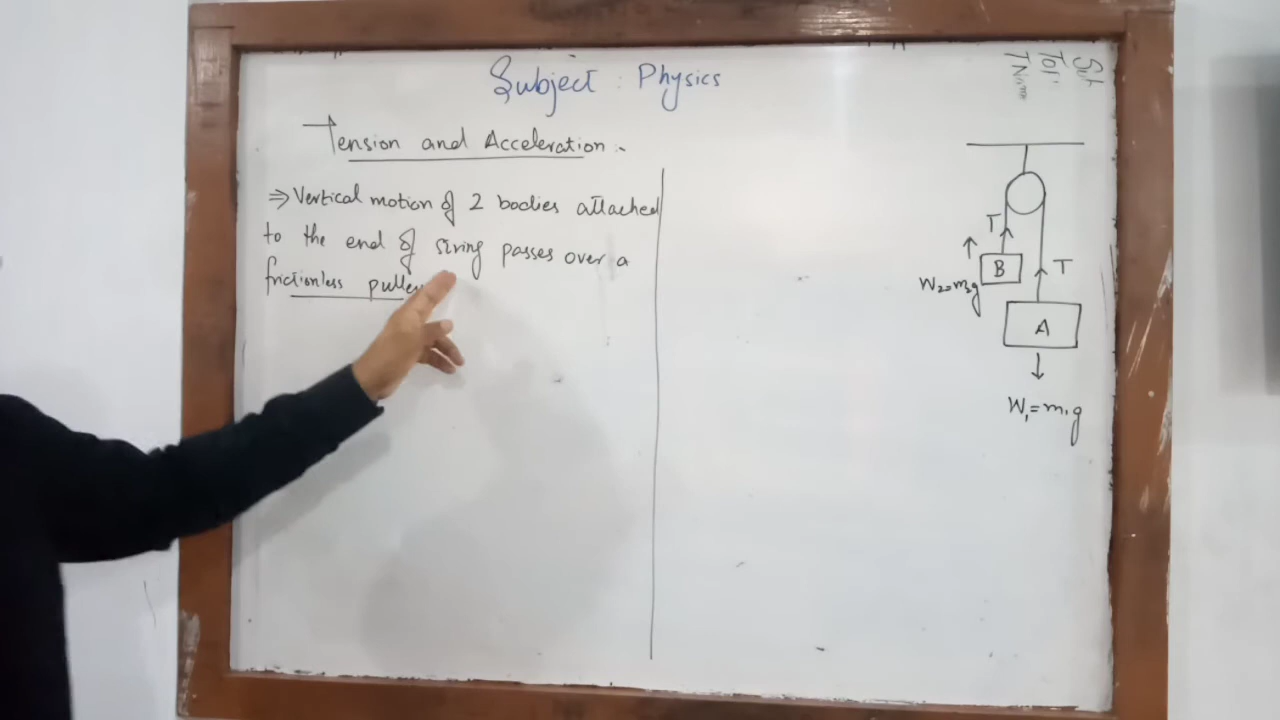 Subject : Physics
Tension and Acceleration :-
⇒ Vertical motion of 2 bodies attached
to the end of string passes over a
frictionless pulley
T
B
W₂=m₂g
T
A
W₁=m₁g